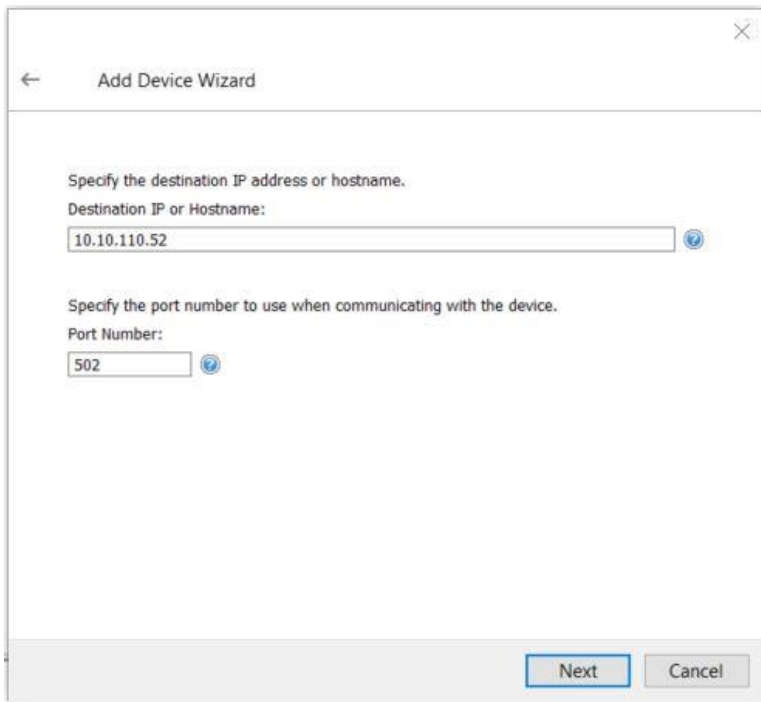 Add Device Wizard
Specify the destination IP address or hostname.
Destination IP or Hostname:
10.10.110.52
Specify the port number to use when communicating with the device.
Port Number:
502
Next Cancel